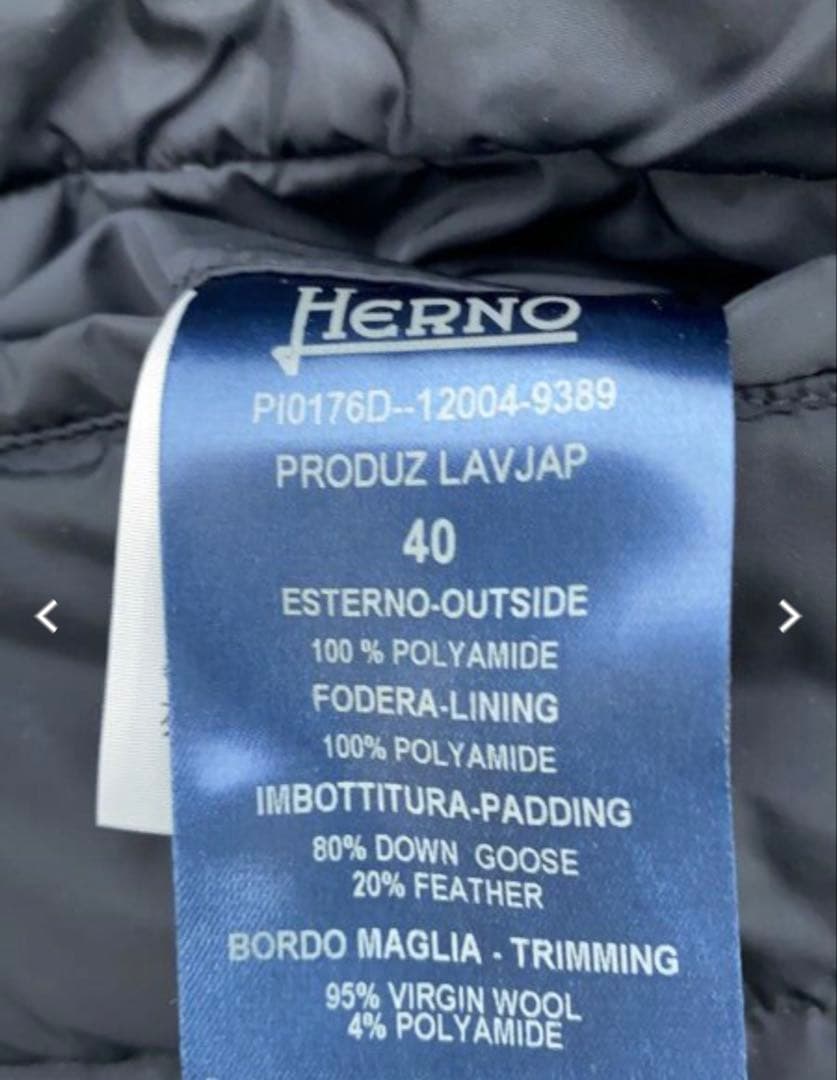 HERNO
PI0176D--12004-9389
PRODUZ LAVJAP
40
ESTERNO-OUTSIDE
100 % POLYAMIDE
FODERA-LINING
100% POLYAMIDE
IMBOTTITURA-PADDING
80% DOWN GOOSE
20% FEATHER
BORDO MAGLIA - TRIMMING
95% VIRGIN WOOL
4% POLYAMIDE